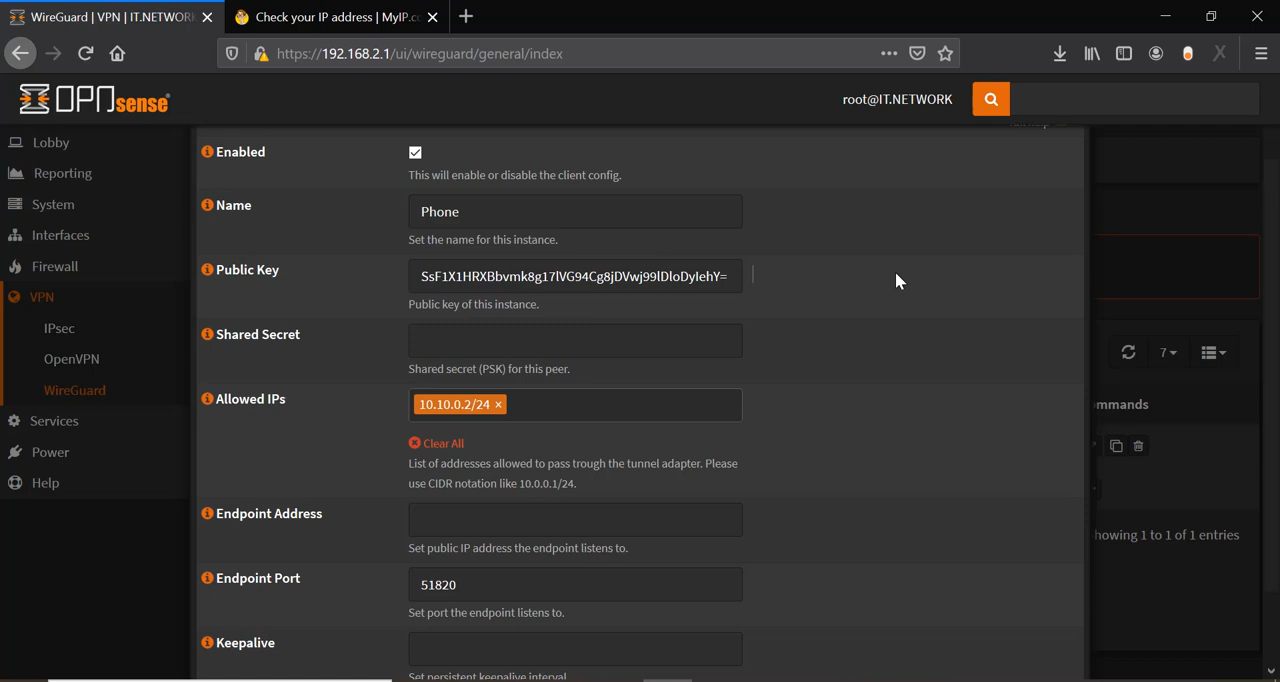 WireGuard | VPN | IT.NETWORK
Check your IP address | MyIP.co
https://192.168.2.1/ui/wireguard/general/index
OPNsense
root@IT.NETWORK
Lobby
Reporting
System
Interfaces
Firewall
VPN
IPsec
OpenVPN
WireGuard
Services
Power
Help
Enabled
This will enable or disable the client config.
Name
Phone
Set the name for this instance.
Public Key
SsF1X1HRXBbvmk8g17lVG94Cg8jDVwj99lDloDyIehY=
Public key of this instance.
Shared Secret
Shared secret (PSK) for this peer.
Allowed IPs
10.10.0.2/24 ×
Clear All
List of addresses allowed to pass trough the tunnel adapter. Please
use CIDR notation like 10.0.0.1/24.
Endpoint Address
Set public IP address the endpoint listens to.
Endpoint Port
51820
Set port the endpoint listens to.
Keepalive
Set persistent keepalive interval.
7
mmands
howing 1 to 1 of 1 entries